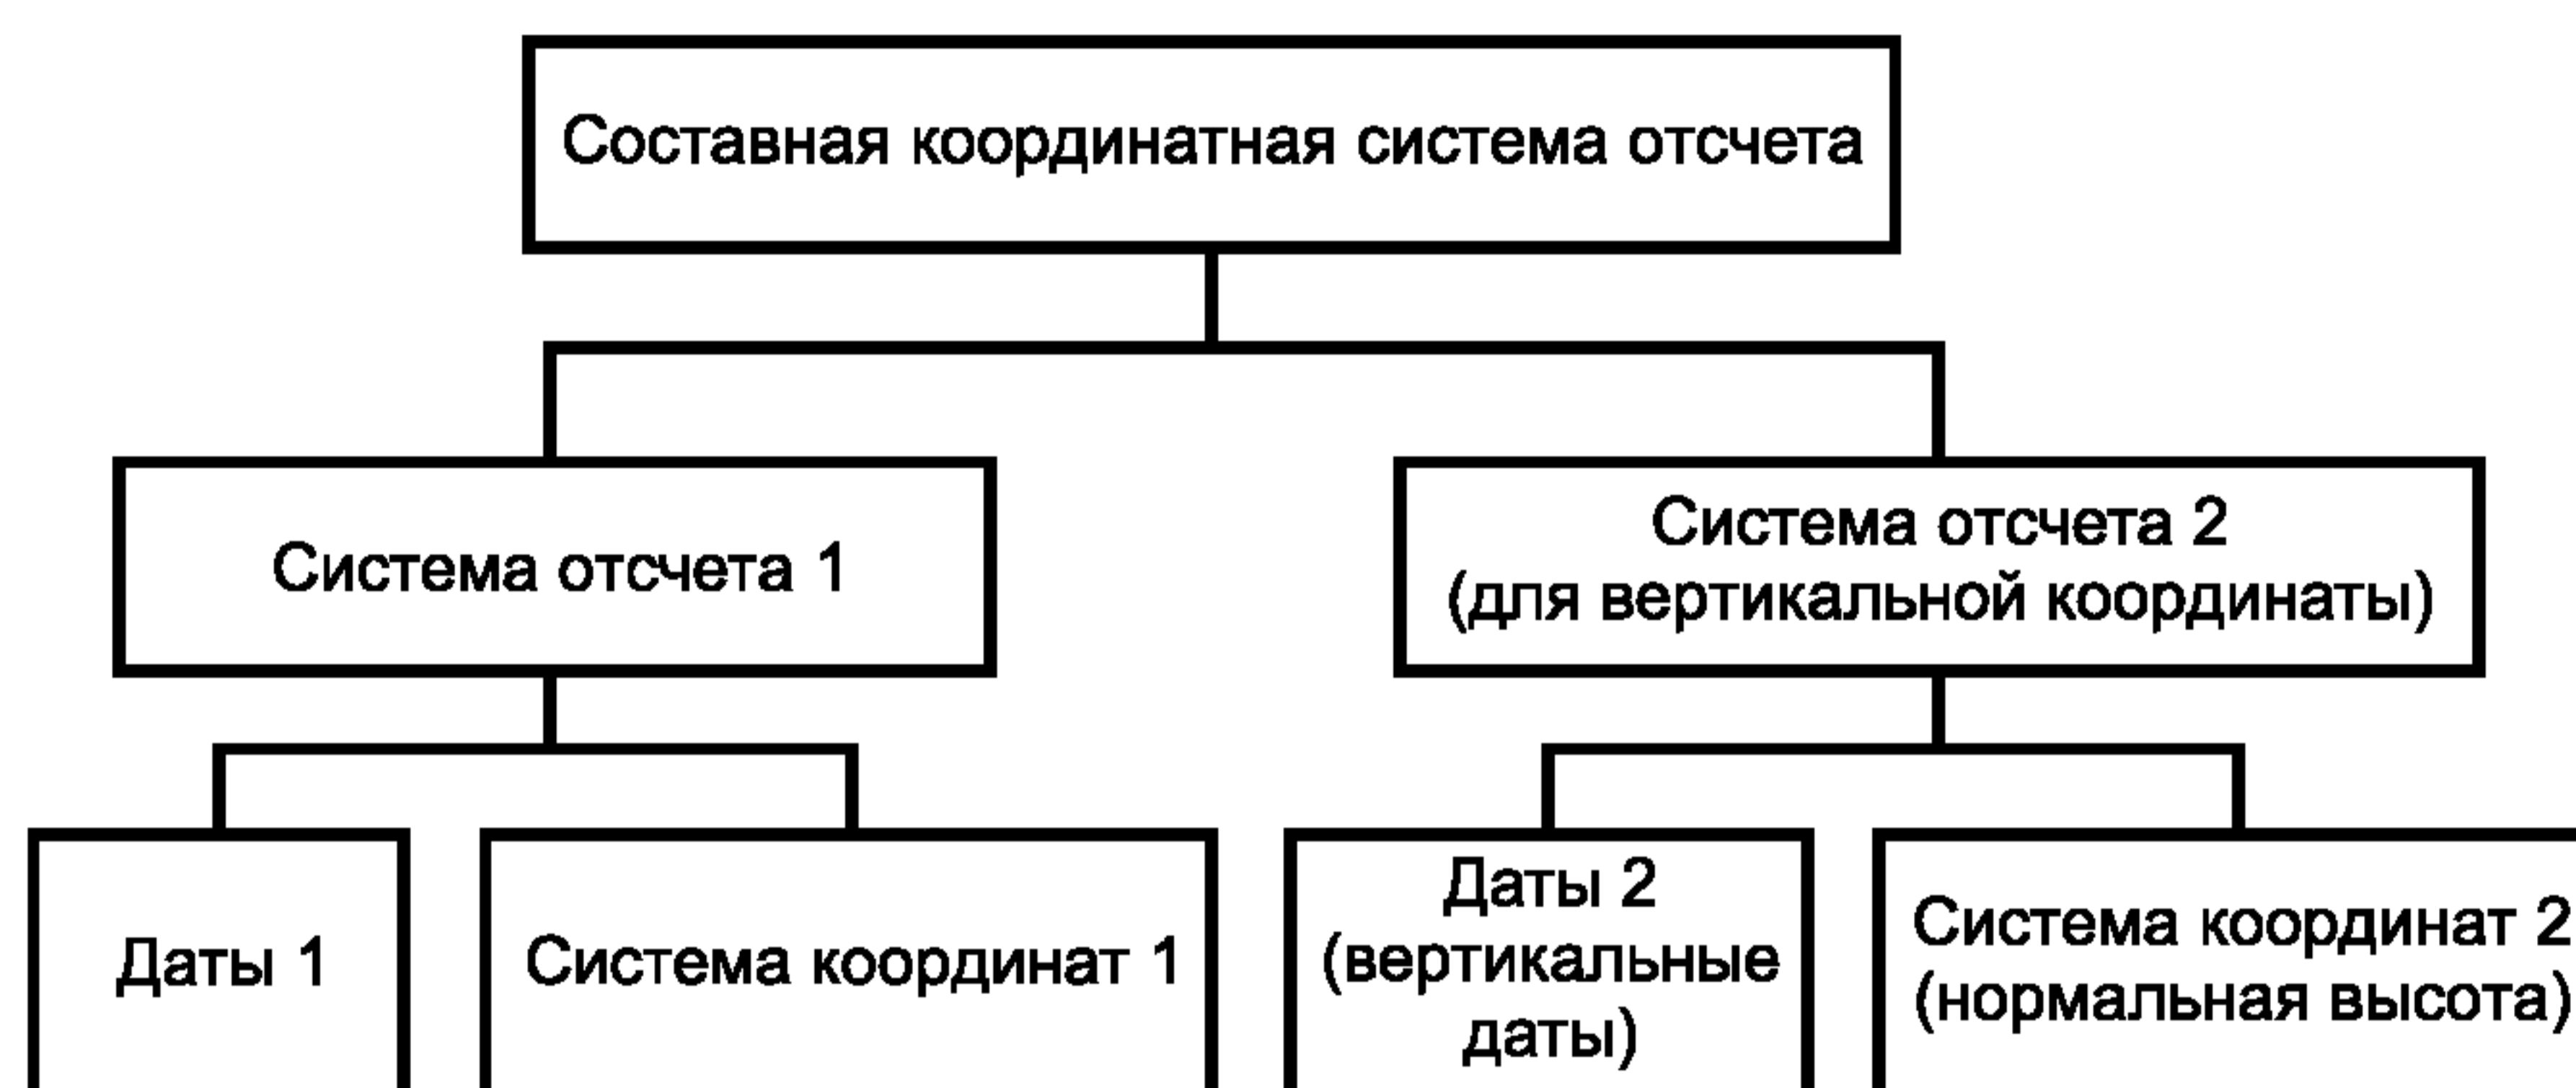 Составная координатная система отсчета
Система отсчета 1
Система отсчета 2
(для вертикальной координаты)
Даты 1
Система координат 1
Даты 2
(вертикальные
даты)
Система координат 2
(нормальная высота)